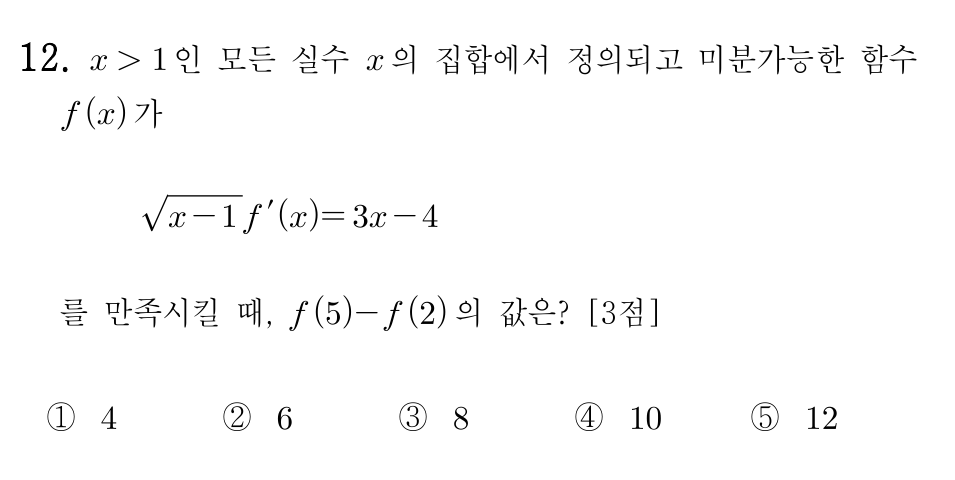 12. x > 1인 모든 실수 x의 집합에서 정의되고 미분가능한 함수
f(x)가
√(x−1) f′(x)=3x−4
를 만족시킬 때, f(5)−f(2)의 값은? [3점]
① 4 ② 6 ③ 8 ④ 10 ⑤ 12